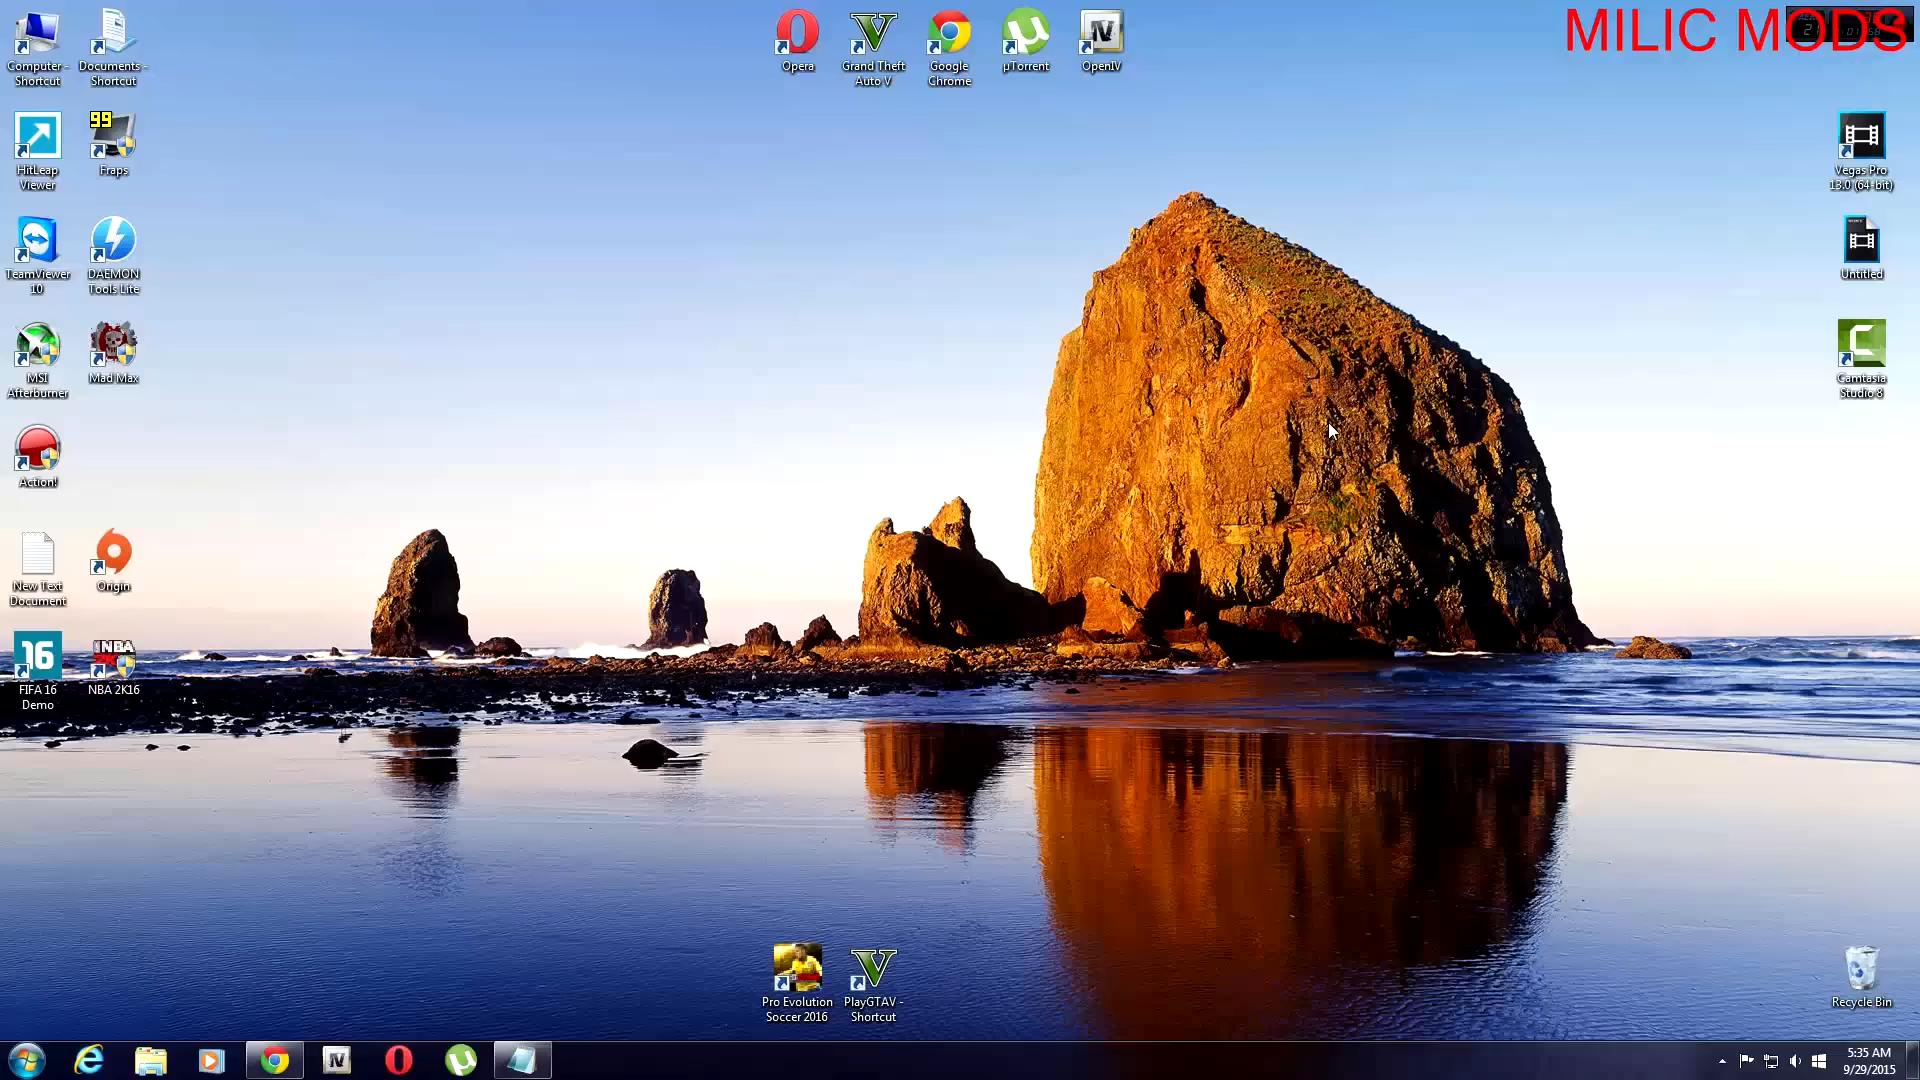 Computer -
Shortcut
Documents -
Shortcut
Opera
Grand Theft
Auto V
Google
Chrome
µTorrent
OpenIV
MILIC MODS
HitLeap
Viewer
99
Fraps
Vegas Pro
13.0 (64-bit)
TeamViewer
10
DAEMON
Tools Lite
Untitled
MSI
Afterburner
Mad Max
Camtasia
Studio 8
Action!
New Text
Document
Origin
16
FIFA 16
Demo
NBA
NBA 2K16
Pro Evolution
Soccer 2016
PlayGTAV -
Shortcut
Recycle Bin
5:35 AM
9/29/2015